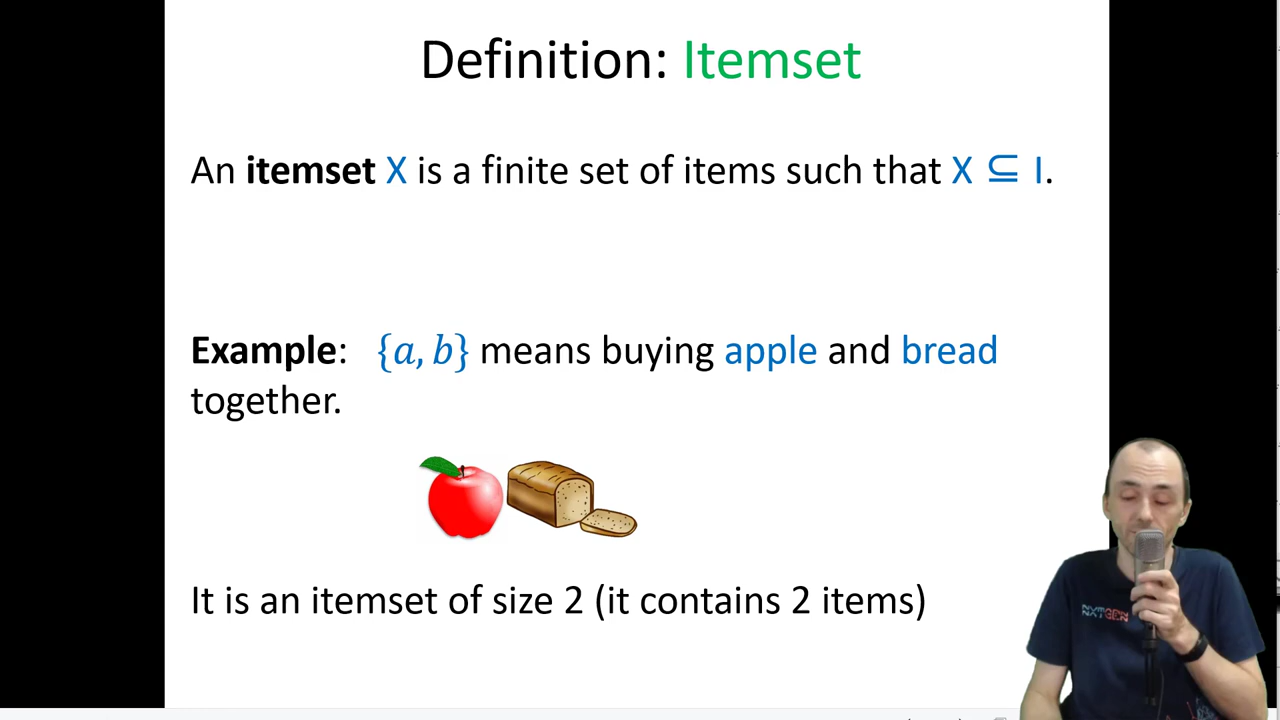 Definition: Itemset
An itemset X is a finite set of items such that X ⊆ I.
Example: {a, b} means buying apple and bread
together.
It is an itemset of size 2 (it contains 2 items)